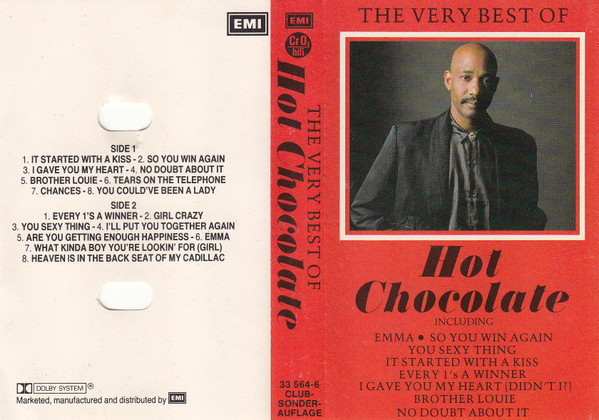 EMI
SIDE 1
1. IT STARTED WITH A KISS - 2. SO YOU WIN AGAIN
3. I GAVE YOU MY HEART - 4. NO DOUBT ABOUT IT
5. BROTHER LOUIE - 6. TEARS ON THE TELEPHONE
7. CHANCES - 8. YOU COULD'VE BEEN A LADY
SIDE 2
1. EVERY 1'S A WINNER - 2. GIRL CRAZY
3. YOU SEXY THING - 4. I'LL PUT YOU TOGETHER AGAIN
5. ARE YOU GETTING ENOUGH HAPPINESS - 6. EMMA
7. WHAT KINDA BOY YOU'RE LOOKIN' FOR (GIRL)
8. HEAVEN IS IN THE BACK SEAT OF MY CADILLAC
DOLBY SYSTEM®
Marketed, manufactured and distributed by EMI
EMI
CrO2
hifi
THE VERY BEST OF
Hot Chocolate
33 564-6
CLUB-
SONDER-
AUFLAGE
THE VERY BEST OF
Hot
Chocolate
INCLUDING
EMMA • SO YOU WIN AGAIN
YOU SEXY THING
IT STARTED WITH A KISS
EVERY 1's A WINNER
I GAVE YOU MY HEART (DIDN'T I?)
BROTHER LOUIE
NO DOUBT ABOUT IT